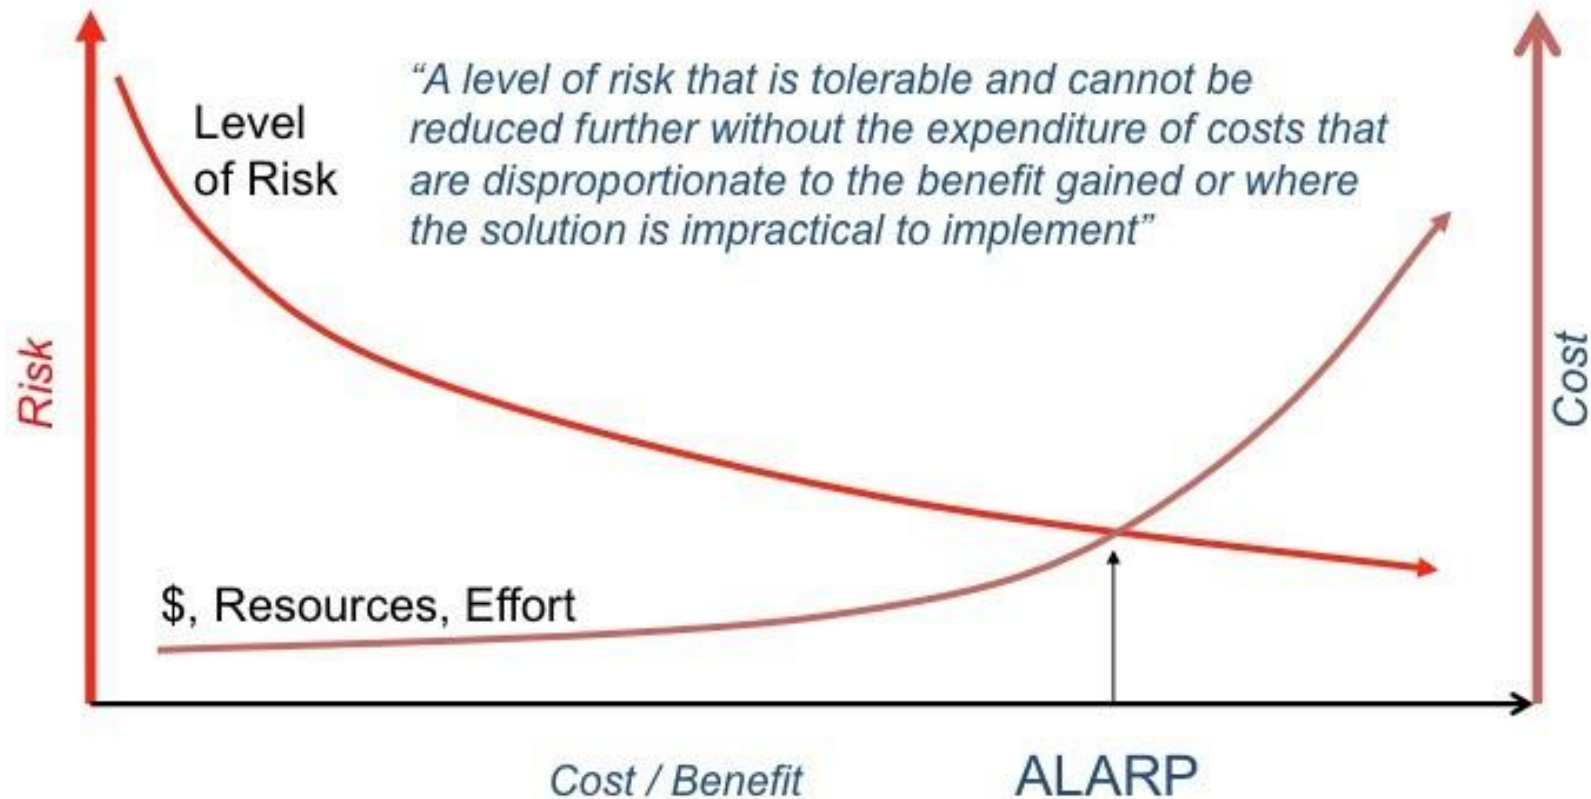 Level
of Risk
“A level of risk that is tolerable and cannot be
reduced further without the expenditure of costs that
are disproportionate to the benefit gained or where
the solution is impractical to implement”
Risk
Cost
$, Resources, Effort
Cost / Benefit
ALARP